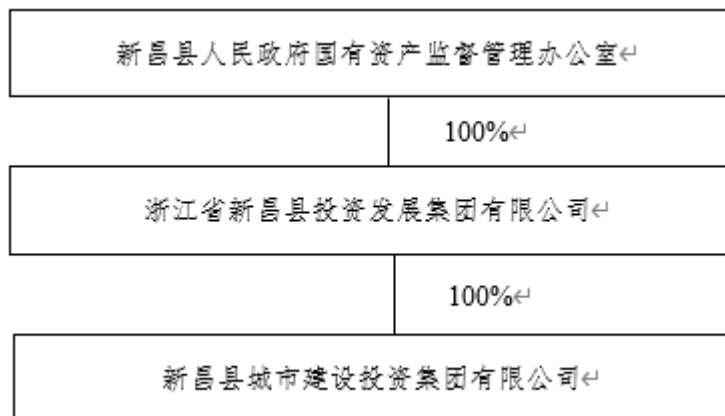 新昌县人民政府国有资产监督管理办公室↵
100%↵
浙江省新昌县投资发展集团有限公司↵
100%↵
新昌县城市建设投资集团有限公司↵